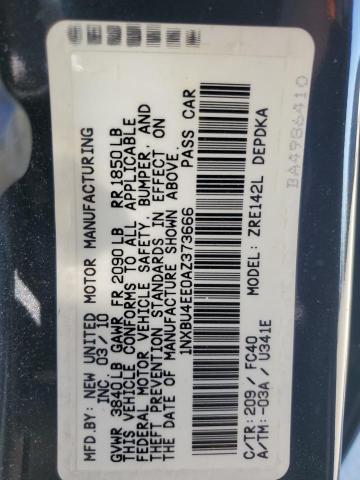 MFD.BY: NEW UNITED MOTOR MANUFACTURING
INC. 03/10
GVWR 3840LB GAWR FR 2090LB RR1850LB
THIS VEHICLE CONFORMS TO ALL APPLICABLE
FEDERAL MOTOR VEHICLE SAFETY, BUMPER, AND
THEFT PREVENTION STANDARDS IN EFFECT ON
THE DATE OF MANUFACTURE SHOWN ABOVE.
1NXBU4EE0AZ373666 PASS CAR
C/TR: 209 / FC40 MODEL: ZRE142L DEPDKA
A/TM: -03A / U341E
BA4986410